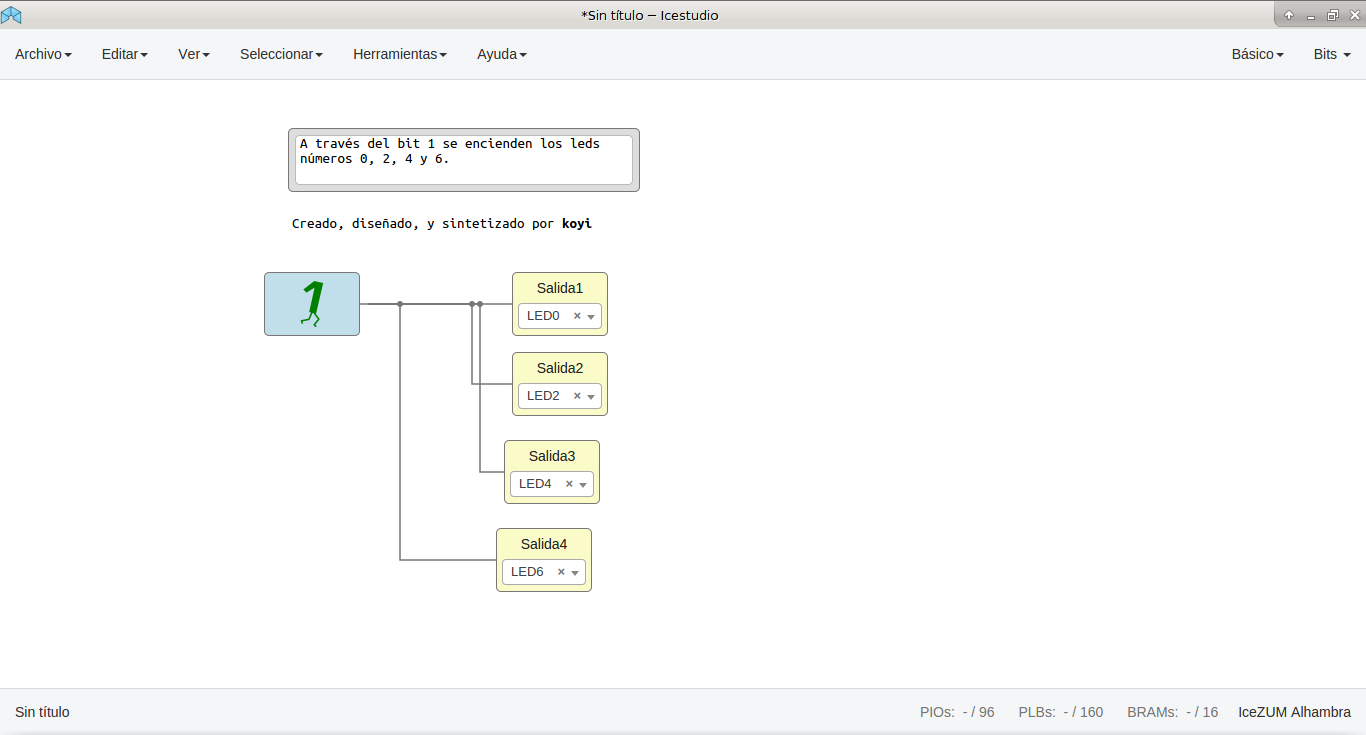 *Sin título – Icestudio
Archivo Editar Ver Seleccionar Herramientas Ayuda Básico Bits
A través del bit 1 se encienden los leds
números 0, 2, 4 y 6.
Creado, diseñado, y sintetizado por koyi
1
Salida1
LED0 ×
Salida2
LED2 ×
Salida3
LED4 ×
Salida4
LED6 ×
Sin título PIOs: - / 96 PLBs: - / 160 BRAMs: - / 16 IceZUM Alhambra